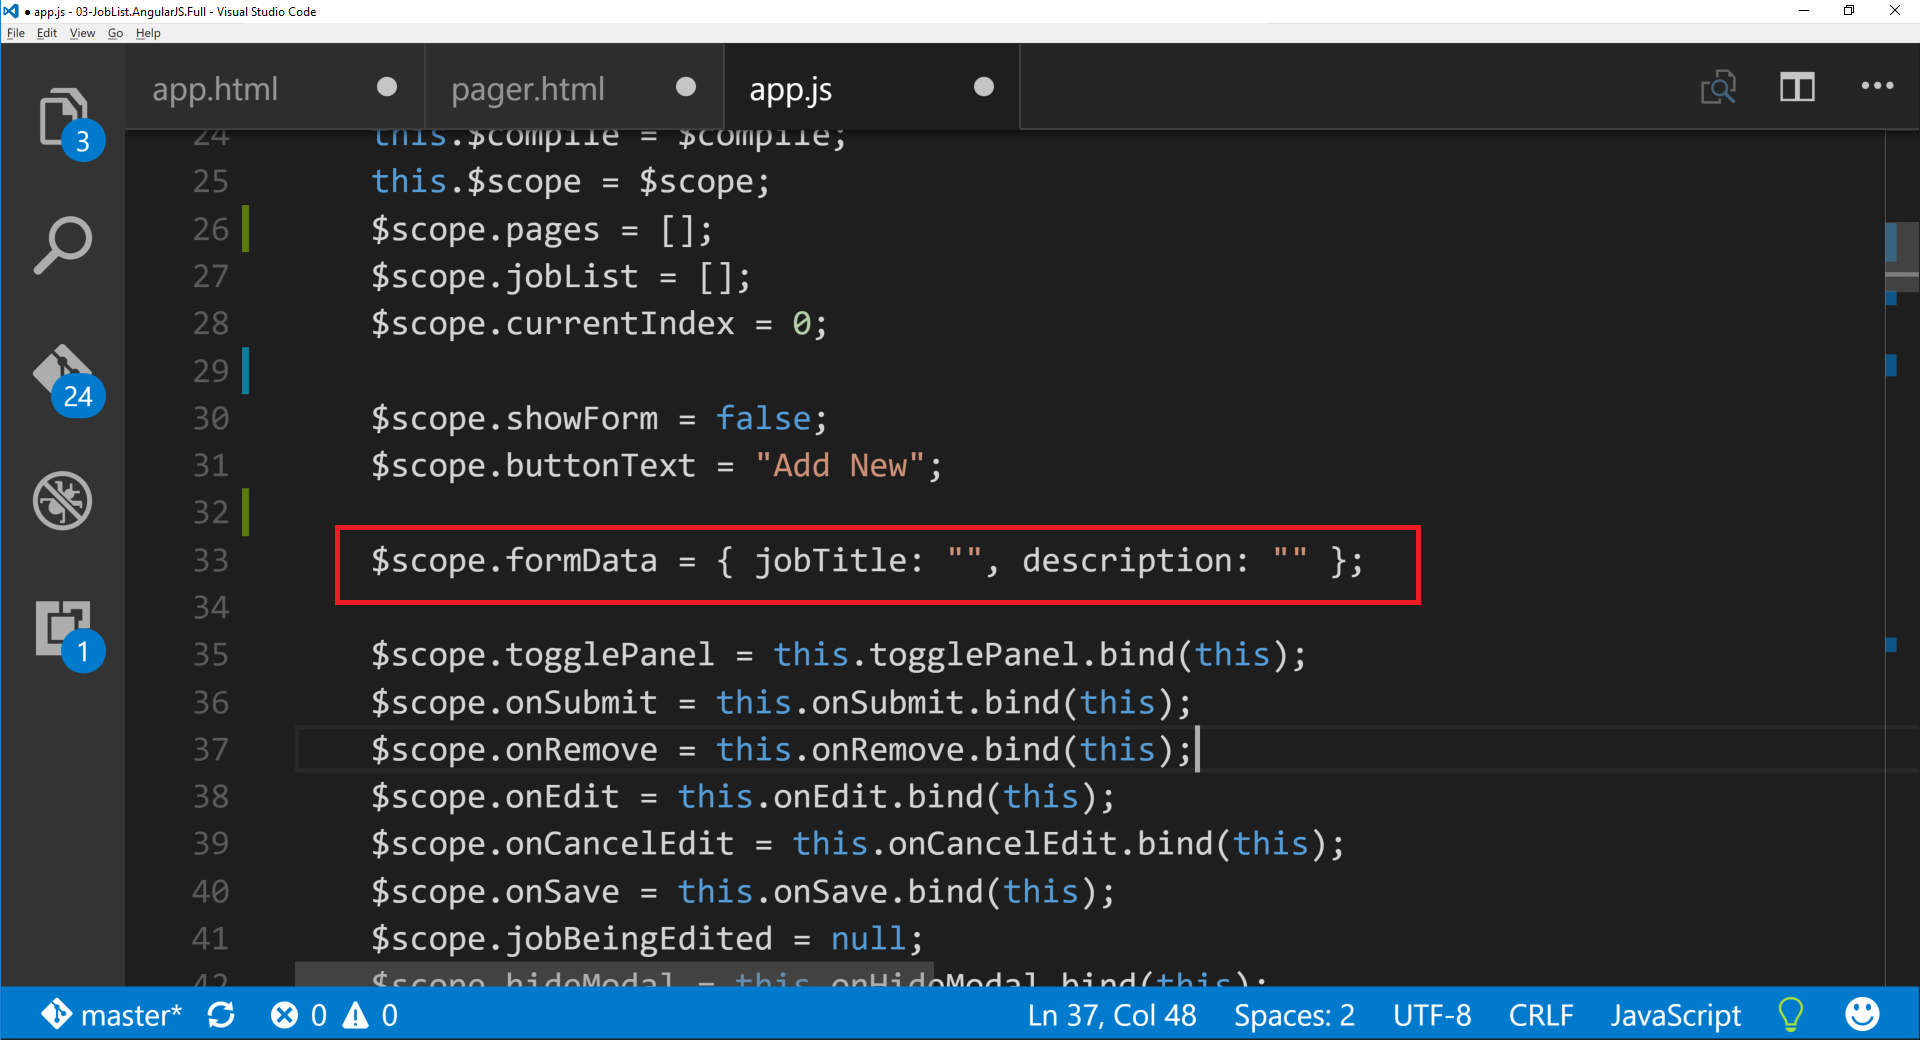 ● app.js - 03-JobList.AngularJS.Full - Visual Studio Code
File Edit View Go Help
app.html pager.html app.js
3
24
1
24 this.$compile = $compile;
25 this.$scope = $scope;
26 $scope.pages = [];
27 $scope.jobList = [];
28 $scope.currentIndex = 0;
29
30 $scope.showForm = false;
31 $scope.buttonText = "Add New";
32
33 $scope.formData = { jobTitle: "", description: "" };
34
35 $scope.togglePanel = this.togglePanel.bind(this);
36 $scope.onSubmit = this.onSubmit.bind(this);
37 $scope.onRemove = this.onRemove.bind(this);
38 $scope.onEdit = this.onEdit.bind(this);
39 $scope.onCancelEdit = this.onCancelEdit.bind(this);
40 $scope.onSave = this.onSave.bind(this);
41 $scope.jobBeingEdited = null;
42 $scope.hideModal = this.onHideModal.bind(this);
master* 0 0 Ln 37, Col 48 Spaces: 2 UTF-8 CRLF JavaScript